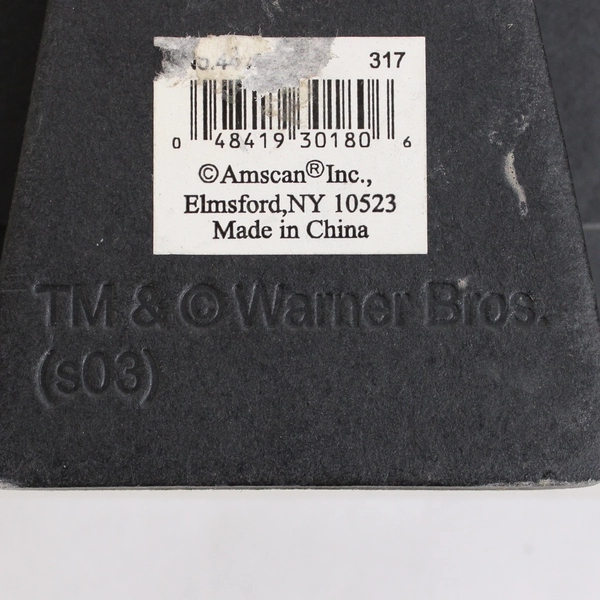 317
0 48419 30180 6
©Amscan®Inc.,
Elmsford,NY 10523
Made in China
TM & © Warner Bros.
(s03)